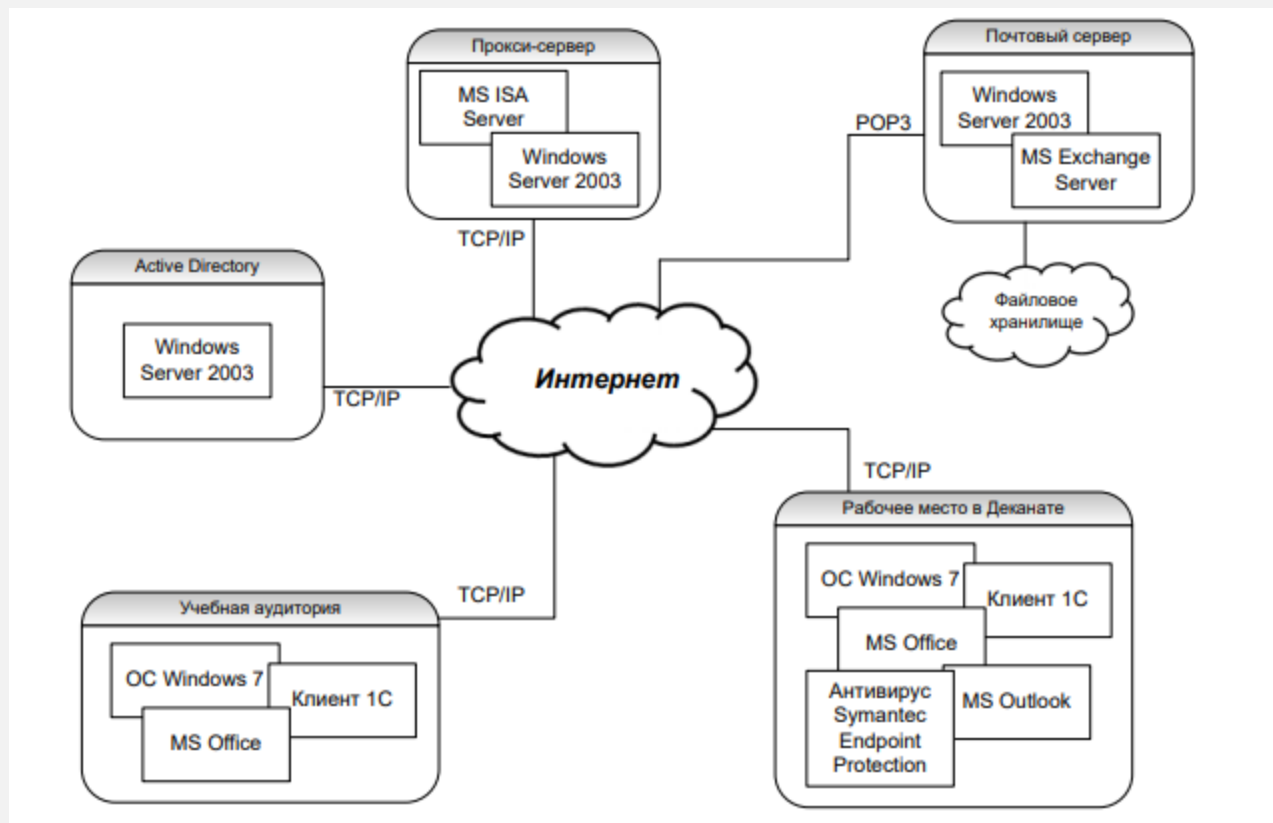 Прокси-сервер
MS ISA
Server
Windows
Server 2003
TCP/IP
Почтовый сервер
Windows
Server 2003
MS Exchange
Server
POP3
Файловое
хранилище
Active Directory
Windows
Server 2003
TCP/IP
Интернет
TCP/IP
Рабочее место в Деканате
ОС Windows 7
Клиент 1С
MS Office
Антивирус
Symantec
Endpoint
Protection
MS Outlook
TCP/IP
Учебная аудитория
ОС Windows 7
Клиент 1С
MS Office